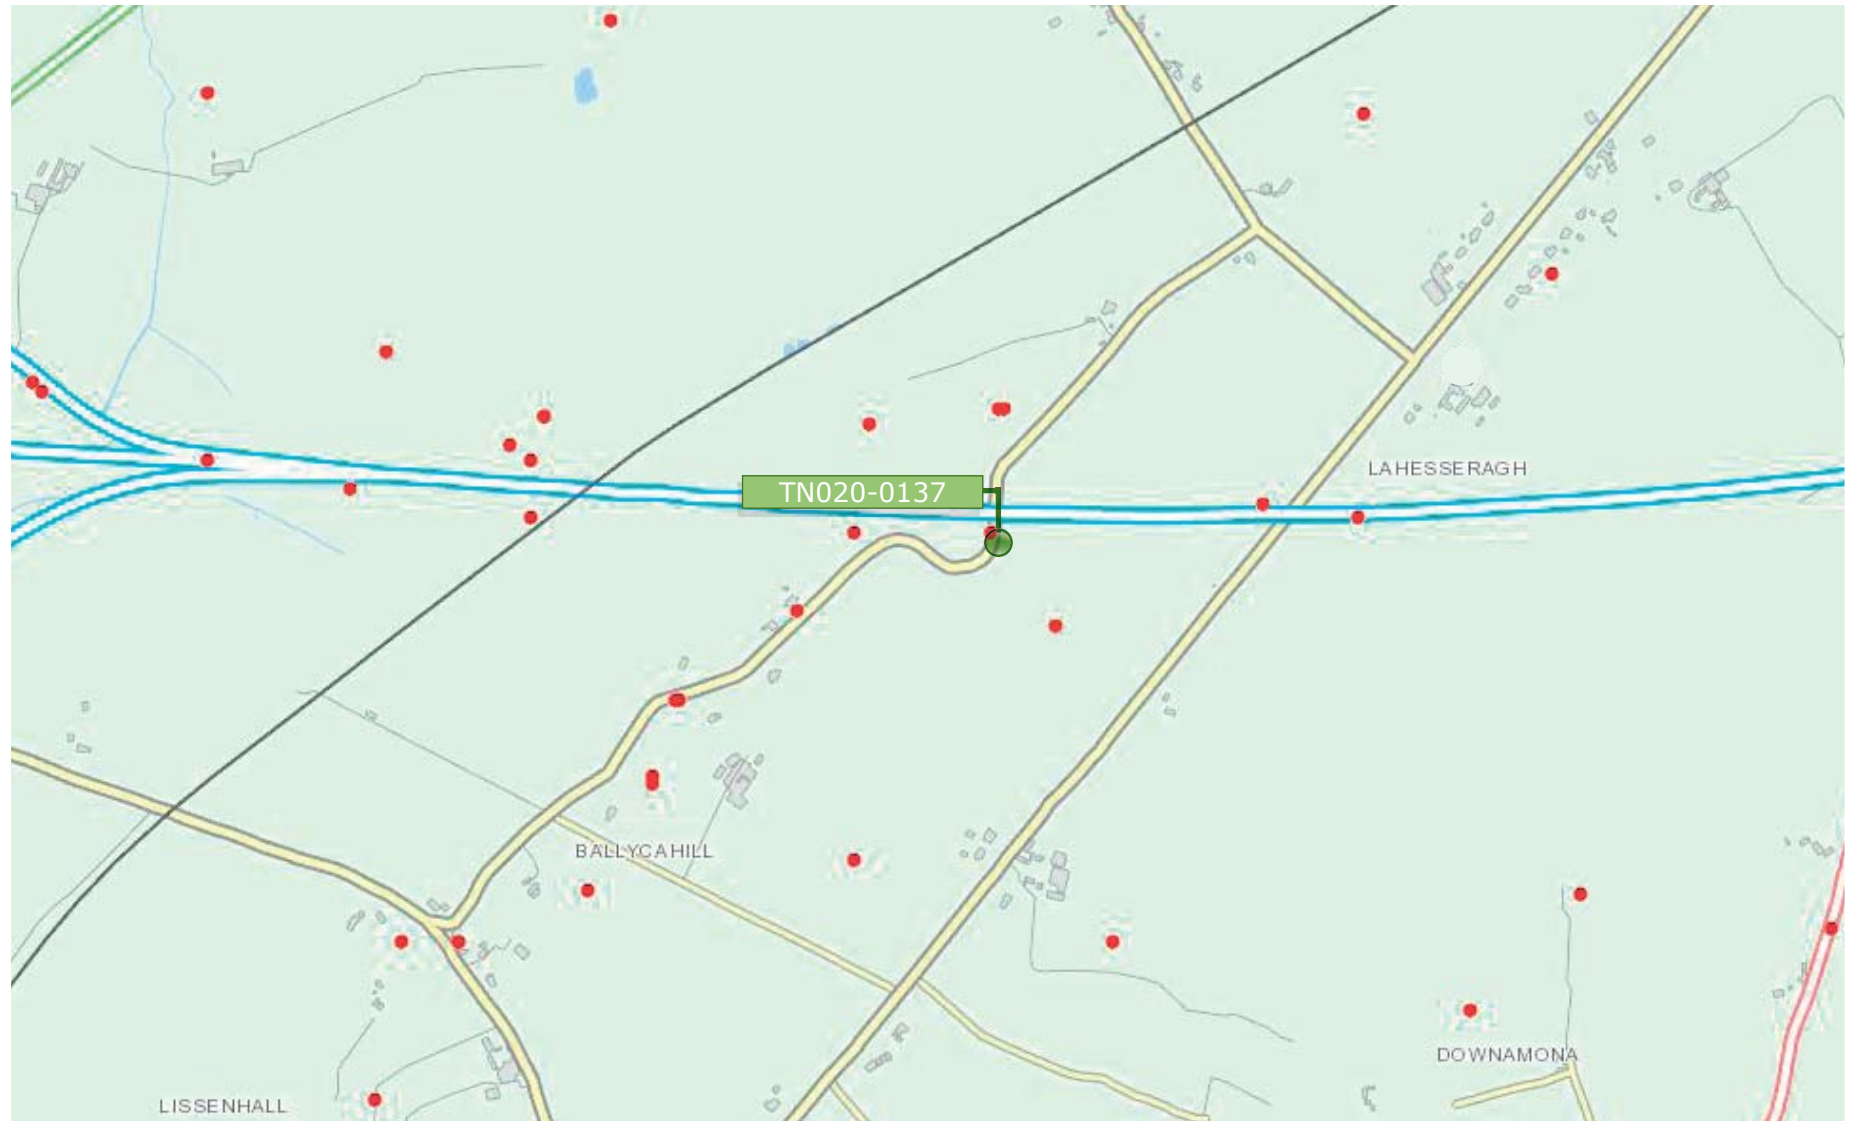 TN020-0137
LAHESSERAGH
BALLYCAHILL
DOWNAMONA
LISSENHALL